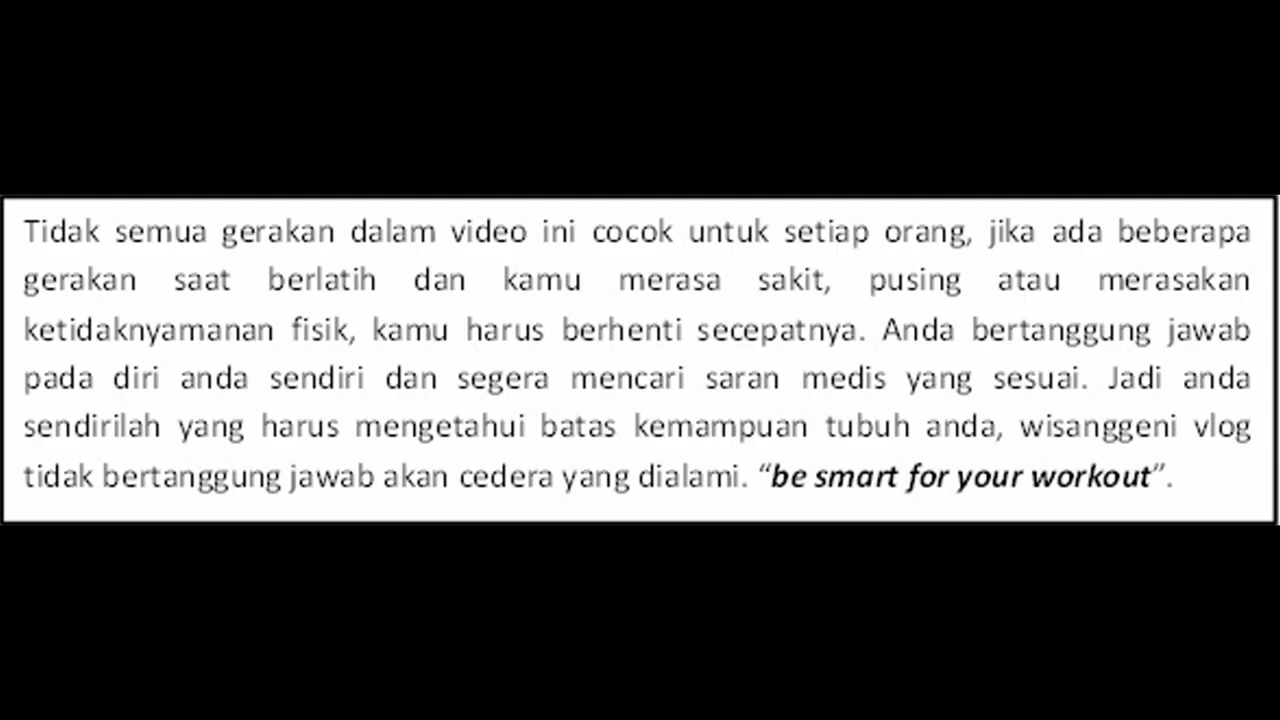 Tidak semua gerakan dalam video ini cocok untuk setiap orang, jika ada beberapa
gerakan saat berlatih dan kamu merasa sakit, pusing atau merasakan
ketidaknyamanan fisik, kamu harus berhenti secepatnya. Anda bertanggung jawab
pada diri anda sendiri dan segera mencari saran medis yang sesuai. Jadi anda
sendirilah yang harus mengetahui batas kemampuan tubuh anda, wisanggeni vlog
tidak bertanggung jawab akan cedera yang dialami. “be smart for your workout”.